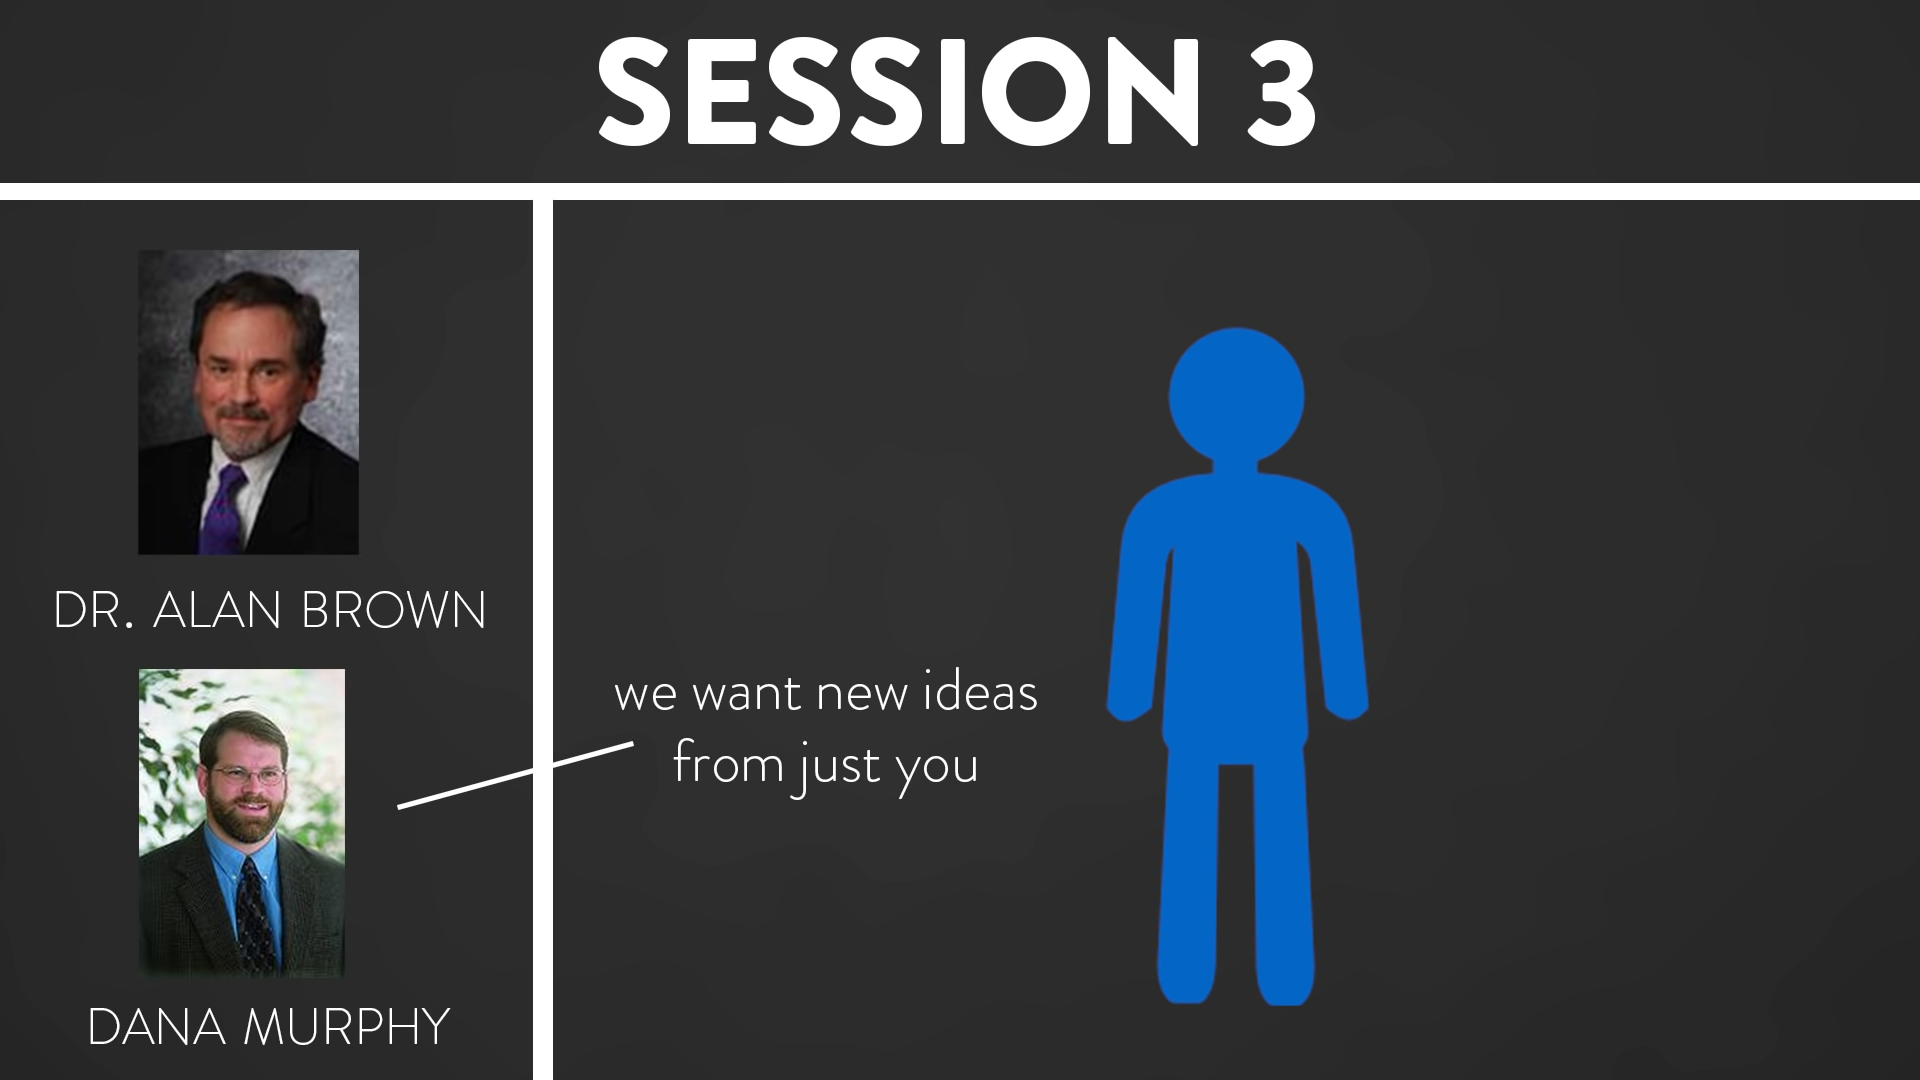 SESSION 3
DR. ALAN BROWN
DANA MURPHY
we want new ideas
from just you